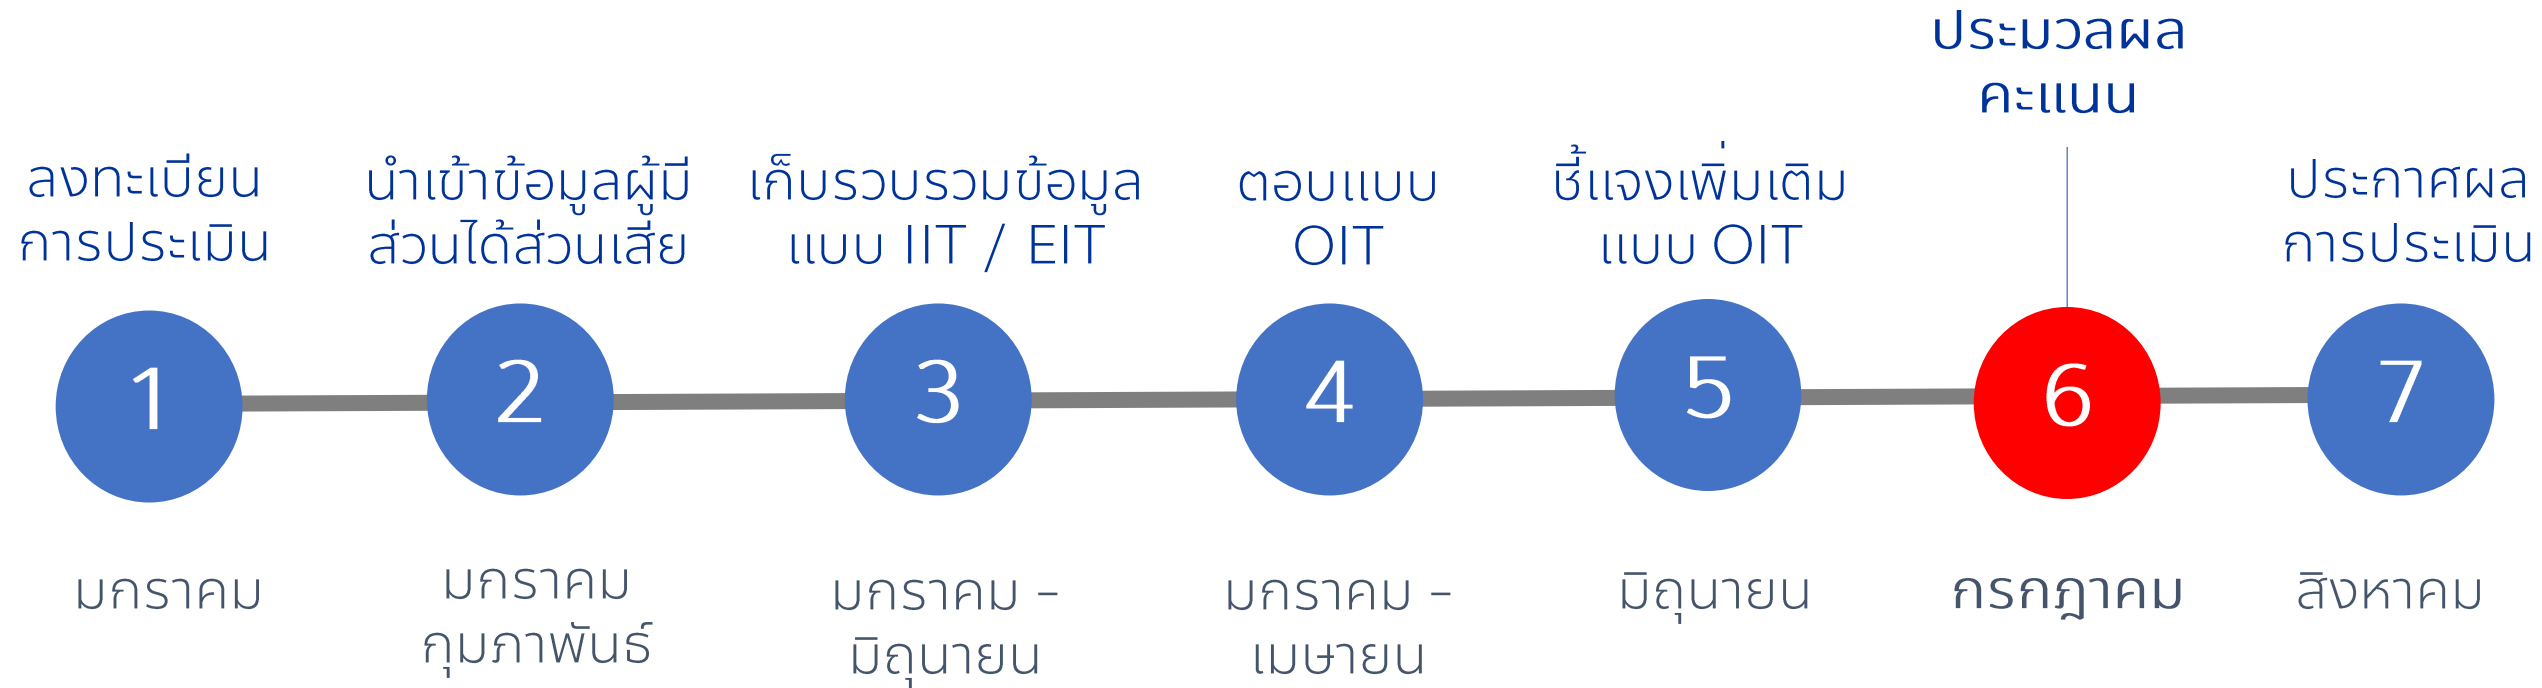 ลงทะเบียน
การประเมิน
1
มกราคม
นำเข้าข้อมูลผู้มี
ส่วนได้ส่วนเสีย
2
มกราคม
กุมภาพันธ์
เก็บรวบรวมข้อมูล
แบบ IIT / EIT
3
มกราคม –
มิถุนายน
ตอบแบบ
OIT
4
มกราคม –
เมษายน
ชี้แจงเพิ่มเติม
แบบ OIT
5
มิถุนายน
ประมวลผล
คะแนน
6
กรกฎาคม
ประกาศผล
การประเมิน
7
สิงหาคม